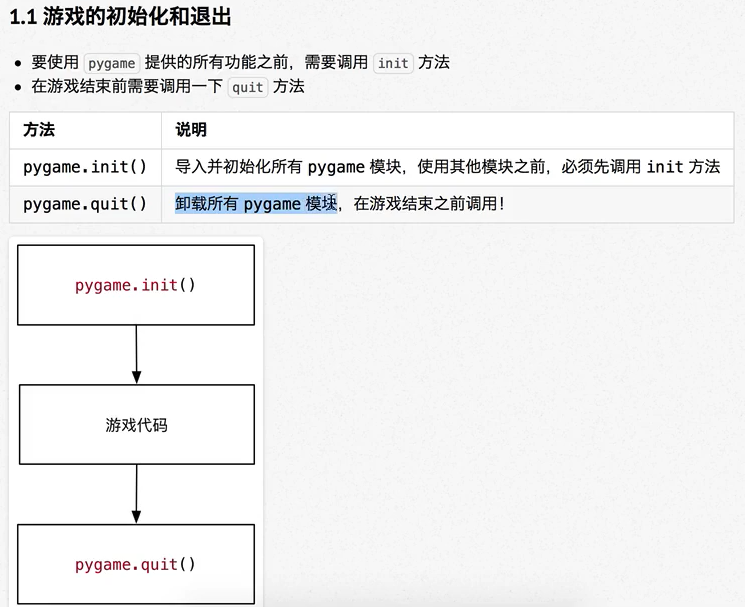 1.1 游戏的初始化和退出
要使用 pygame 提供的所有功能之前，需要调用 init 方法
在游戏结束前需要调用一下 quit 方法
方法 说明
pygame.init() 导入并初始化所有 pygame 模块，使用其他模块之前，必须先调用 init 方法
pygame.quit() 卸载所有 pygame 模块，在游戏结束之前调用！
pygame.init()
游戏代码
pygame.quit()